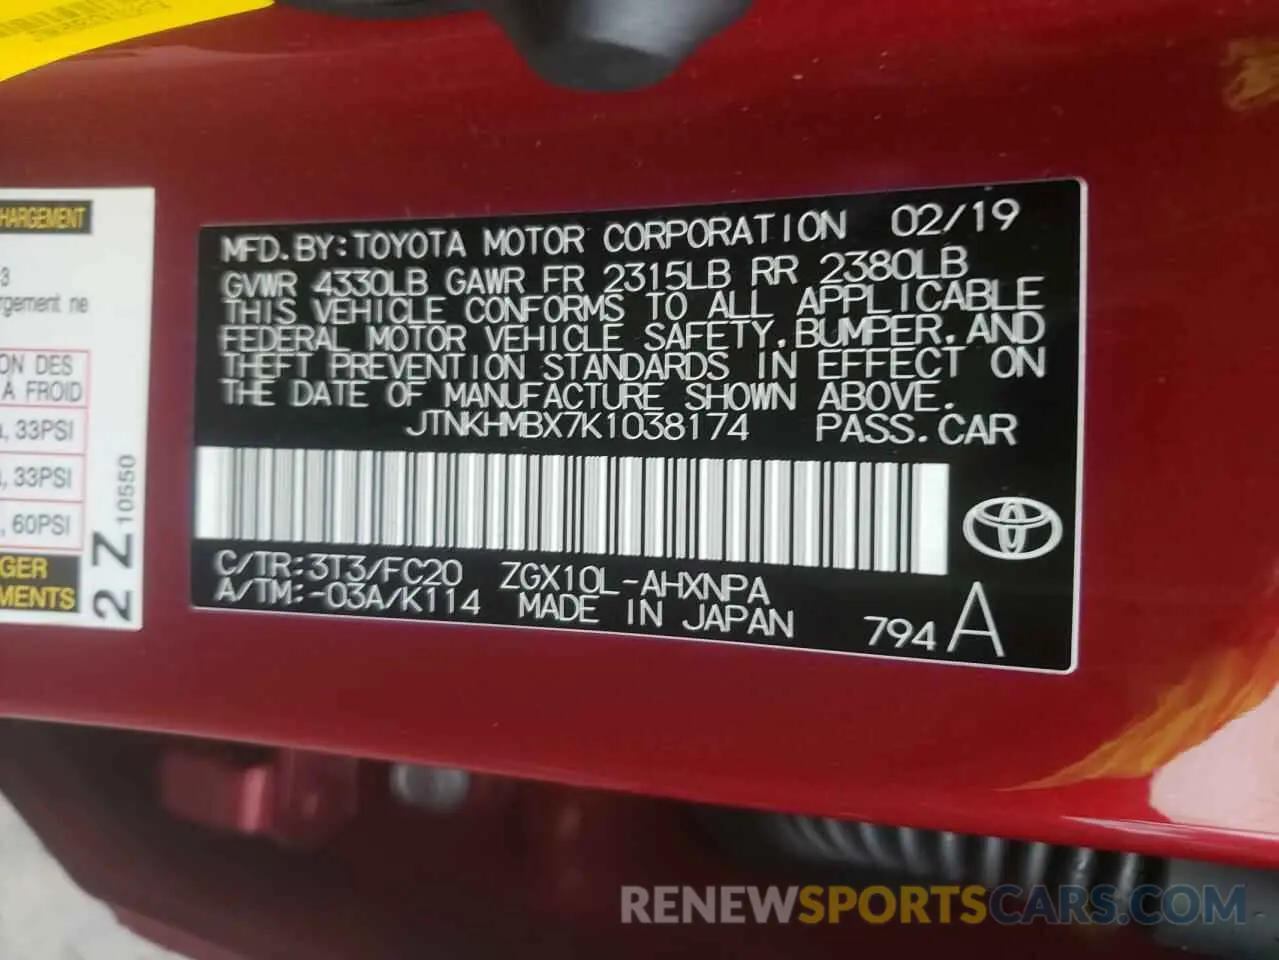 HARGEMENT
rgement ne
ON DES
A FROID
, 33PSI
, 33PSI
, 60PSI
GER
MENTS
2 Z 10550
MFD. BY: TOYOTA MOTOR CORPORATION 02/19
GVWR 4330LB GAWR FR 2315LB RR 2380LB
THIS VEHICLE CONFORMS TO ALL APPLICABLE
FEDERAL MOTOR VEHICLE SAFETY, BUMPER, AND
THEFT PREVENTION STANDARDS IN EFFECT ON
THE DATE OF MANUFACTURE SHOWN ABOVE.
JTNKHMBX7K1038174 PASS. CAR
C/TR: 3T3/FC20 ZGX10L-AHXNPA
A/TM: -03A/K114 MADE IN JAPAN 794 A
RENEWSPORTSCARS.COM